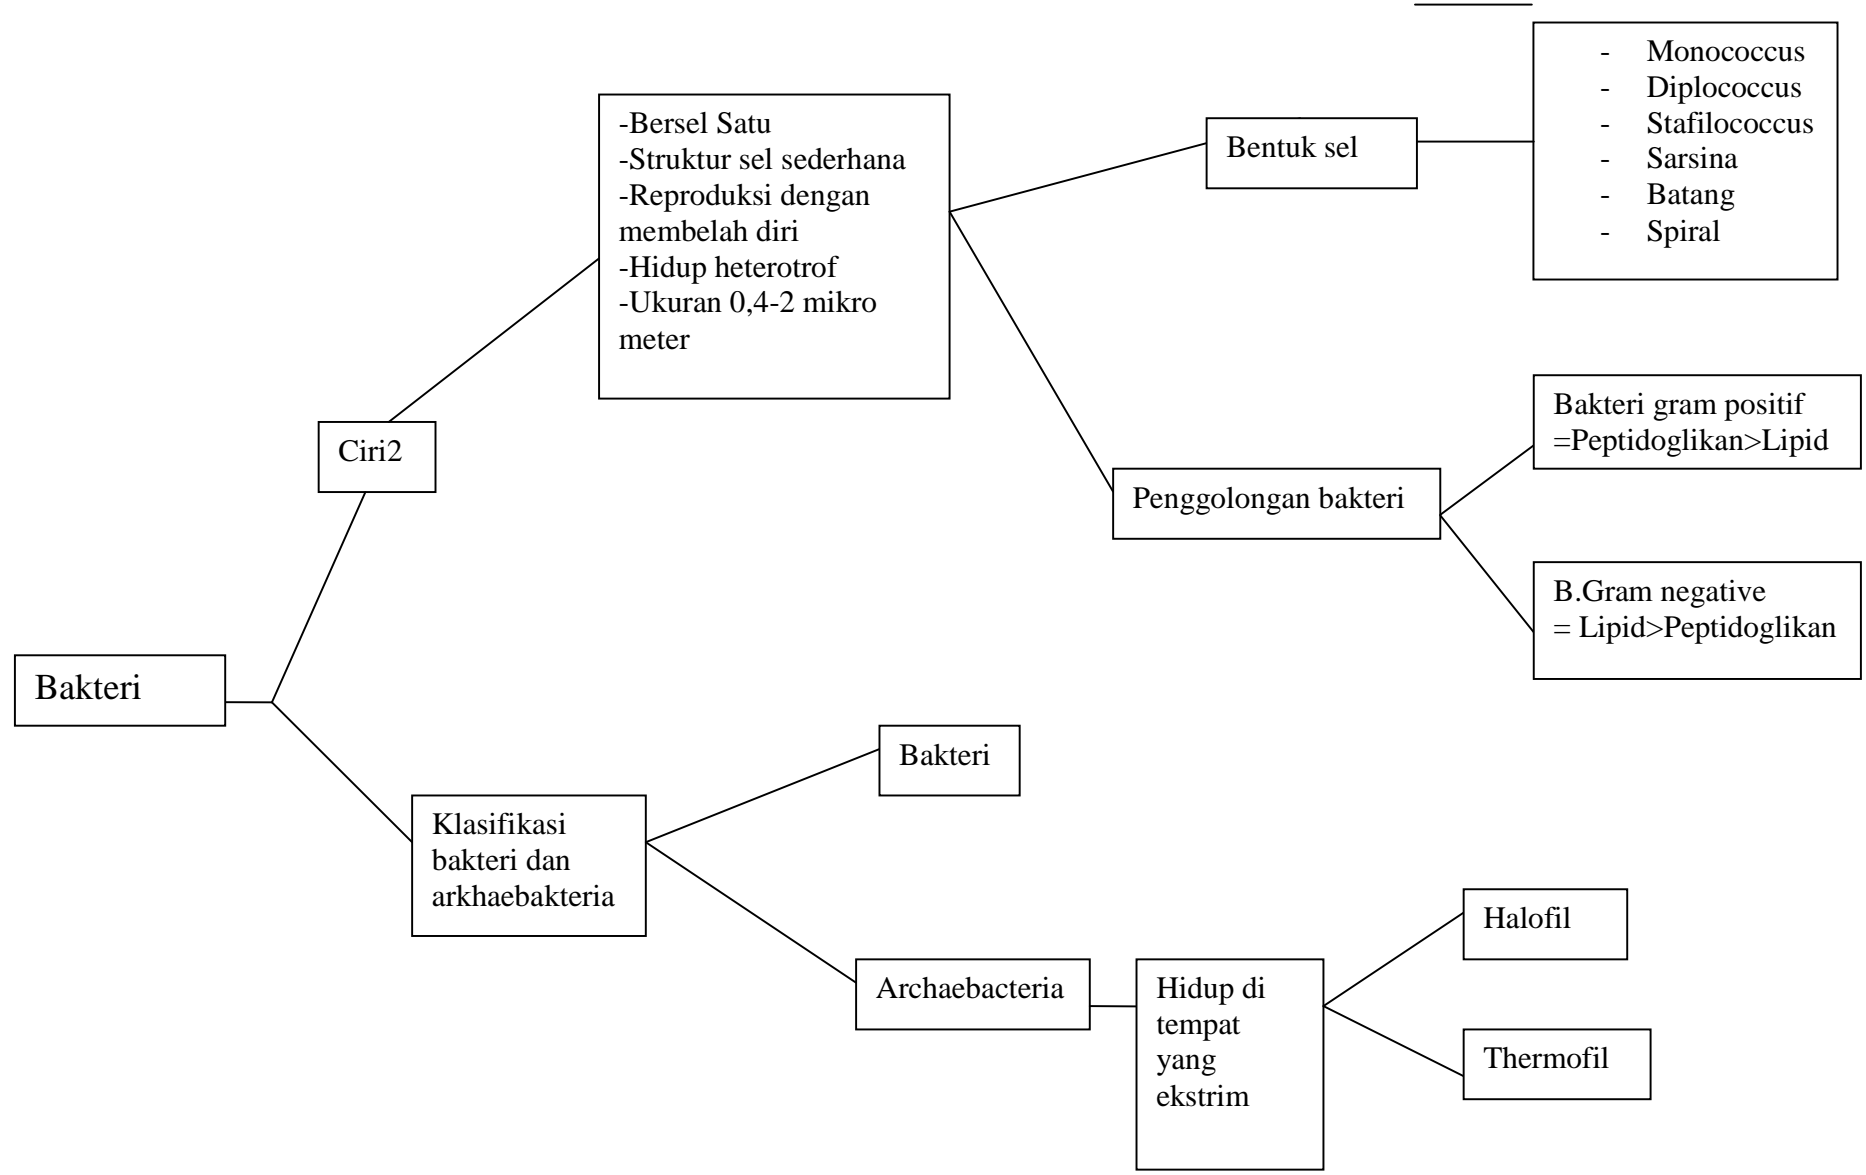 - Monococcus
- Diplococcus
- Stafilococcus
- Sarsina
- Batang
- Spiral
-Bersel Satu
-Struktur sel sederhana
-Reproduksi dengan
membelah diri
-Hidup heterotrof
-Ukuran 0,4-2 mikro
meter
Bentuk sel
Bakteri gram positif
=Peptidoglikan>Lipid
Ciri2
Penggolongan bakteri
B.Gram negative
= Lipid>Peptidoglikan
Bakteri
Bakteri
Klasifikasi
bakteri dan
arkhaebakteria
Halofil
Archaebacteria
Hidup di
tempat
yang
ekstrim
Thermofil